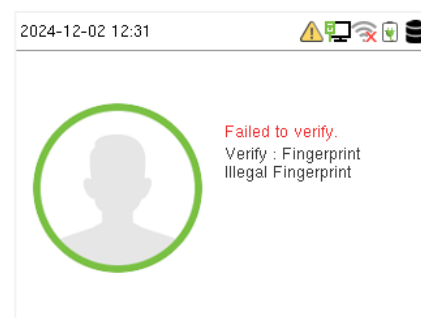 2024-12-02 12:31
Failed to verify.
Verify : Fingerprint
Illegal Fingerprint